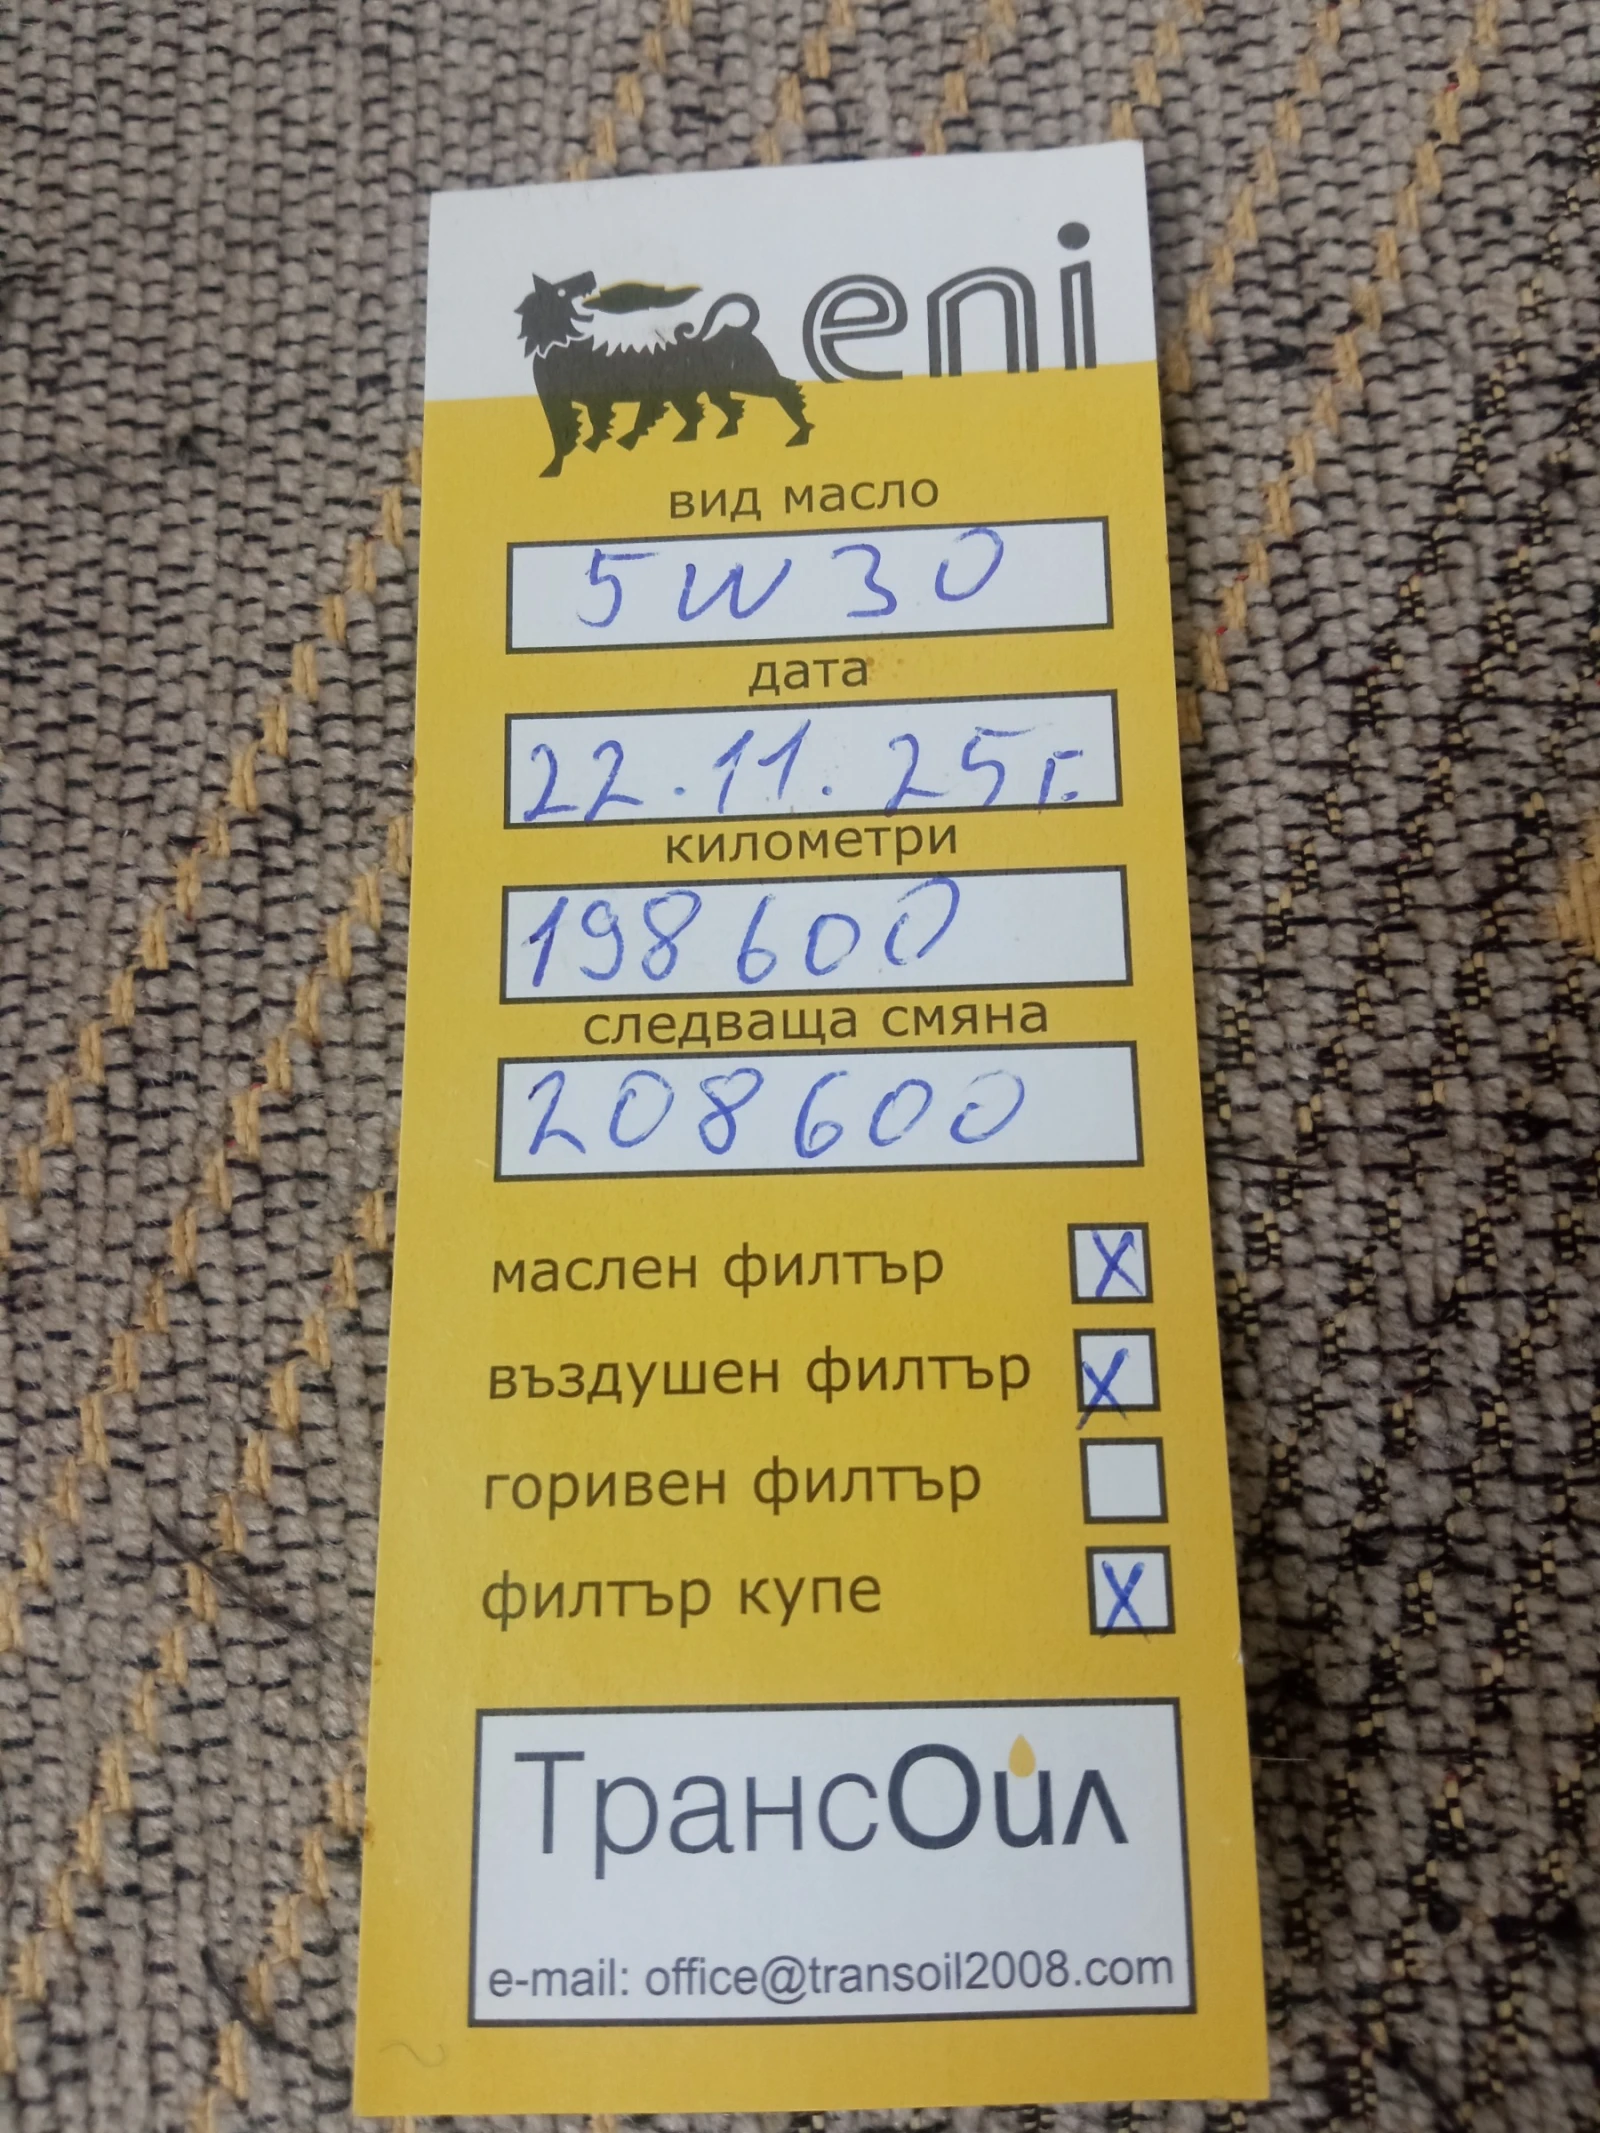 eni
вид масло
5W30
дата
22.11.25г.
километри
198600
следваща смяна
208600
маслен филтър X
въздушен филтър X
горивен филтър
филтър купе X
ТрансОйл
e-mail: office@transoil2008.com